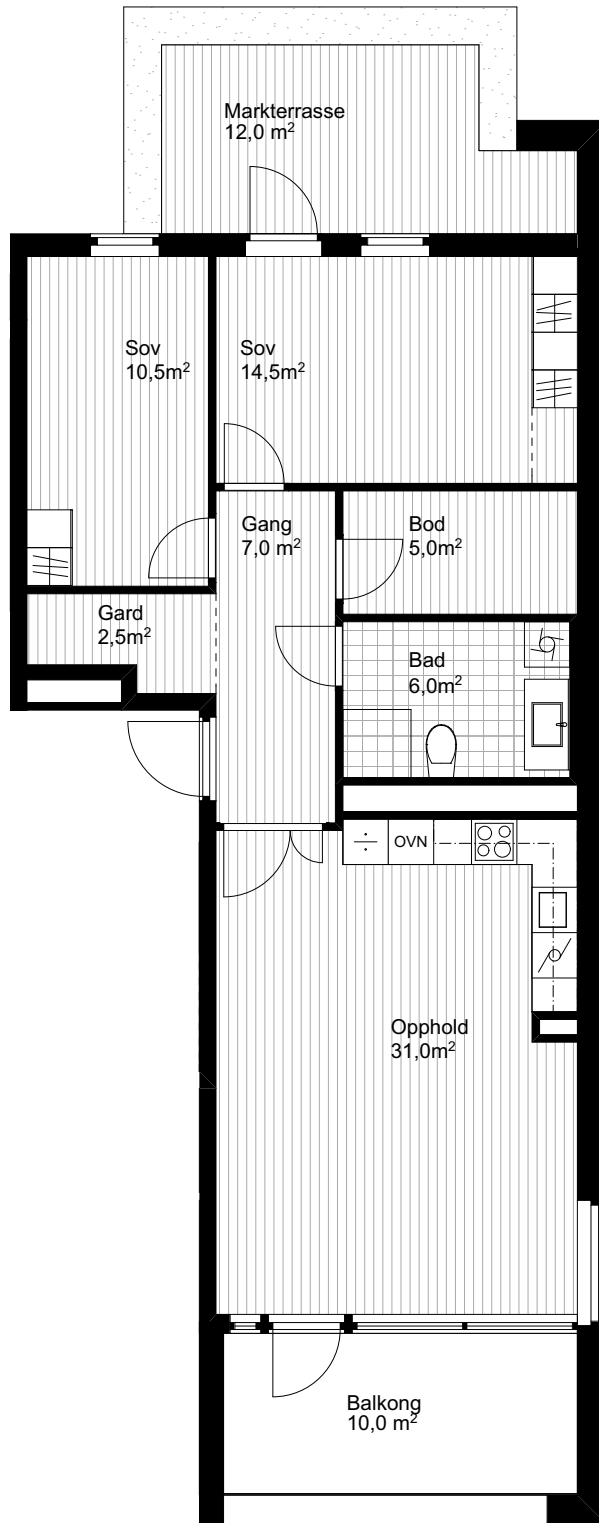 Markterrasse
12,0 m²
Sov
10,5m²
Sov
14,5m²
Gang
7,0 m²
Bod
5,0m²
Gard
2,5m²
Bad
6,0m²
OVN
Opphold
31,0m²
Balkong
10,0 m²